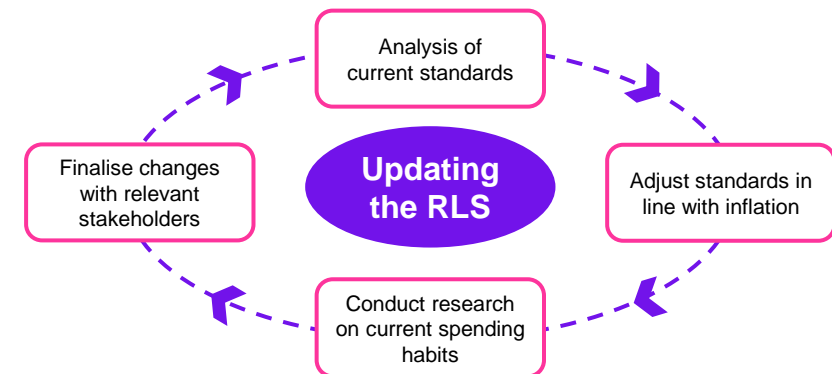 Analysis of
current standards
Updating
the RLS
Finalise changes
with relevant
stakeholders
Adjust standards in
line with inflation
Conduct research
on current spending
habits